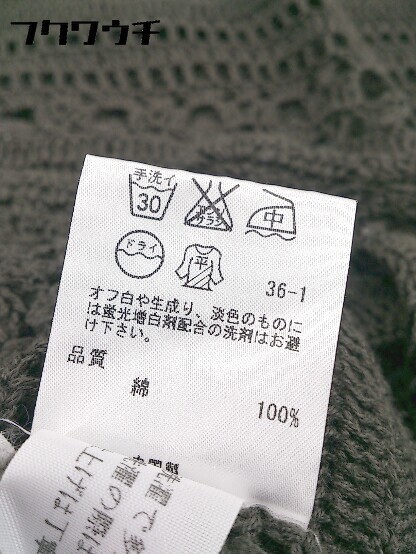 フクワウチ
手洗イ
30
エンソ
サラシ
中
ドライ
平
36-1
オフ白や生成り、淡色のものに
は蛍光増白剤配合の洗剤はお避
け下さい。
品質
綿
100%